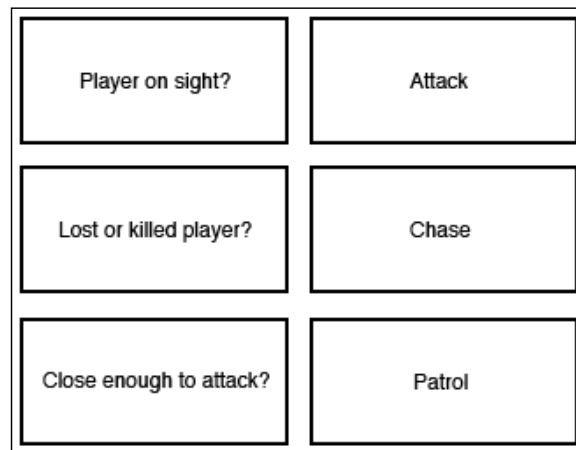 Player on sight?
Attack
Lost or killed player?
Chase
Close enough to attack?
Patrol